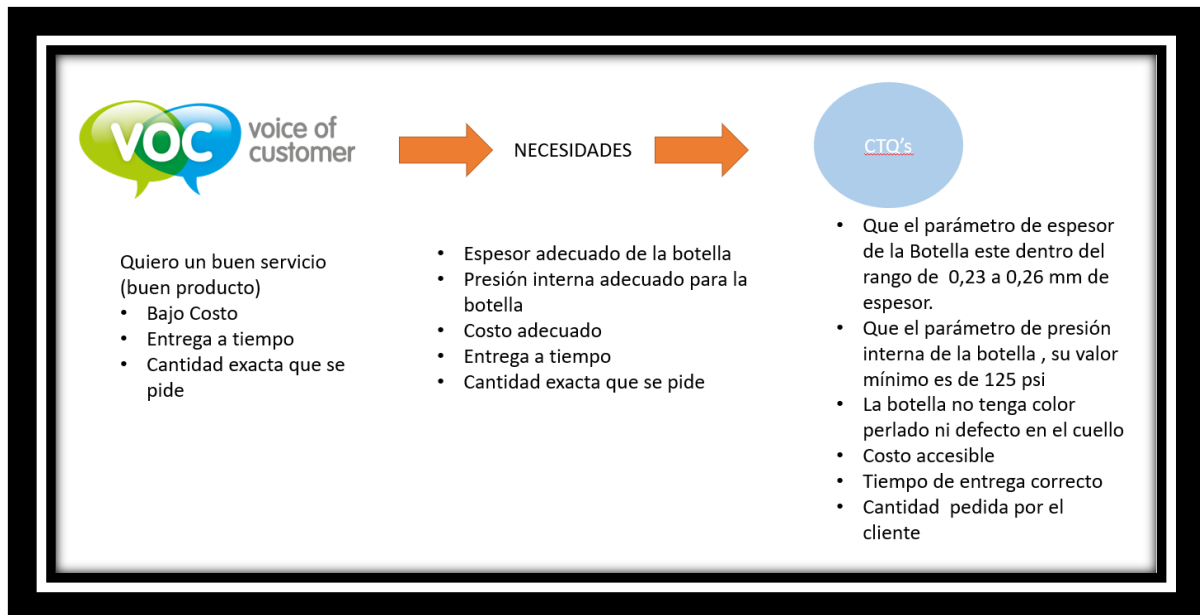 VOC voice of
customer
NECESIDADES
CTQ's
Quiero un buen servicio
(buen producto)
• Bajo Costo
• Entrega a tiempo
• Cantidad exacta que se
pide
• Espesor adecuado de la botella
• Presión interna adecuado para la
botella
• Costo adecuado
• Entrega a tiempo
• Cantidad exacta que se pide
• Que el parámetro de espesor
de la Botella este dentro del
rango de 0,23 a 0,26 mm de
espesor.
• Que el parámetro de presión
interna de la botella , su valor
mínimo es de 125 psi
• La botella no tenga color
perlado ni defecto en el cuello
• Costo accesible
• Tiempo de entrega correcto
• Cantidad pedida por el
cliente